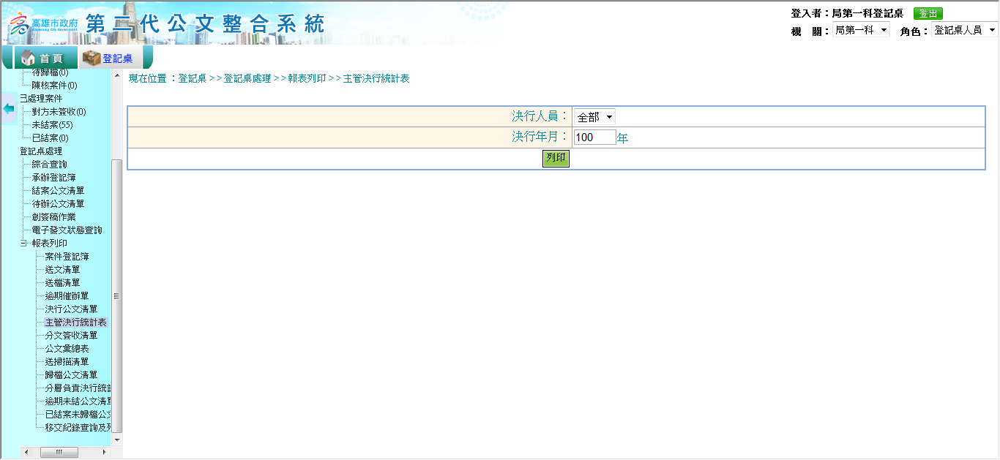 高雄市政府 第二代公文整合系統
Kaohsiung City Government
登入者：局第一科登記桌 登出
機 關： 局第一科 角色： 登記桌人員
首頁 登記桌
待歸檔(0)
陳核案件(0)
已處理案件
對方未簽收(0)
未結案(55)
已結案(0)
登記桌處理
綜合查詢
承辦登記簿
結案公文清單
待辦公文清單
創簽稿作業
電子發文狀態查詢
報表列印
案件登記簿
送文清單
送檔清單
逾期催辦單
決行公文清單
主管決行統計表
分文簽收清單
公文彙總表
送掃描清單
歸檔公文清單
分層負責決行統計
逾期未結公文清單
已結案未歸檔公文
移交紀錄查詢及列
現在位置：登記桌>>登記桌處理>>報表列印>>主管決行統計表
決行人員： 全部
決行年月： 100 年
列印